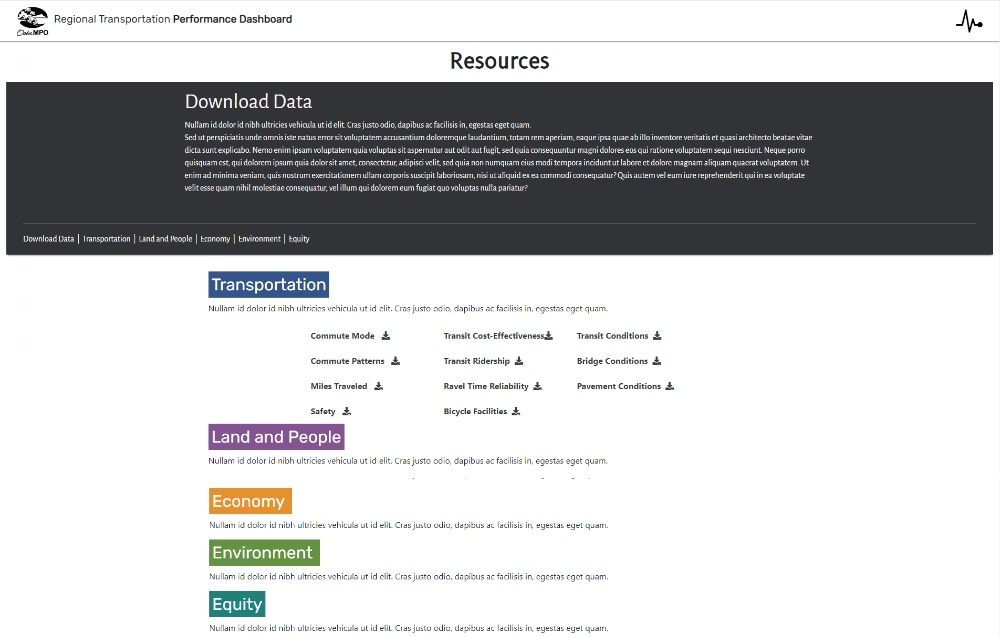 Regional Transportation Performance Dashboard
OahuMPO
Resources
Download Data
Nullam id dolor id nibh ultricies vehicula ut id elit. Cras justo odio, dapibus ac facilisis in, egestas eget quam.
Sed ut perspiciatis unde omnis iste natus error sit voluptatem accusantium doloremque laudantium, totam rem aperiam, eaque ipsa quae ab illo inventore veritatis et quasi architecto beatae vitae
dicta sunt explicabo. Nemo enim ipsam voluptatem quia voluptas sit aspernatur aut odit aut fugit, sed quia consequuntur magni dolores eos qui ratione voluptatem sequi nesciunt. Neque porro
quisquam est, qui dolorem ipsum quia dolor sit amet, consectetur, adipisci velit, sed quia non numquam eius modi tempora incidunt ut labore et dolore magnam aliquam quaerat voluptatem. Ut
enim ad minima veniam, quis nostrum exercitationem ullam corporis suscipit laboriosam, nisi ut aliquid ex ea commodi consequatur? Quis autem vel eum iure reprehenderit qui in ea voluptate
velit esse quam nihil molestiae consequatur, vel illum qui dolorem eum fugiat quo voluptas nulla pariatur?
Download Data | Transportation | Land and People | Economy | Environment | Equity
Transportation
Nullam id dolor id nibh ultricies vehicula ut id elit. Cras justo odio, dapibus ac facilisis in, egestas eget quam.
Commute Mode Transit Cost-Effectiveness Transit Conditions
Commute Patterns Transit Ridership Bridge Conditions
Miles Traveled Ravel Time Reliability Pavement Conditions
Safety Bicycle Facilities
Land and People
Nullam id dolor id nibh ultricies vehicula ut id elit. Cras justo odio, dapibus ac facilisis in, egestas eget quam.
Economy
Nullam id dolor id nibh ultricies vehicula ut id elit. Cras justo odio, dapibus ac facilisis in, egestas eget quam.
Environment
Nullam id dolor id nibh ultricies vehicula ut id elit. Cras justo odio, dapibus ac facilisis in, egestas eget quam.
Equity
Nullam id dolor id nibh ultricies vehicula ut id elit. Cras justo odio, dapibus ac facilisis in, egestas eget quam.